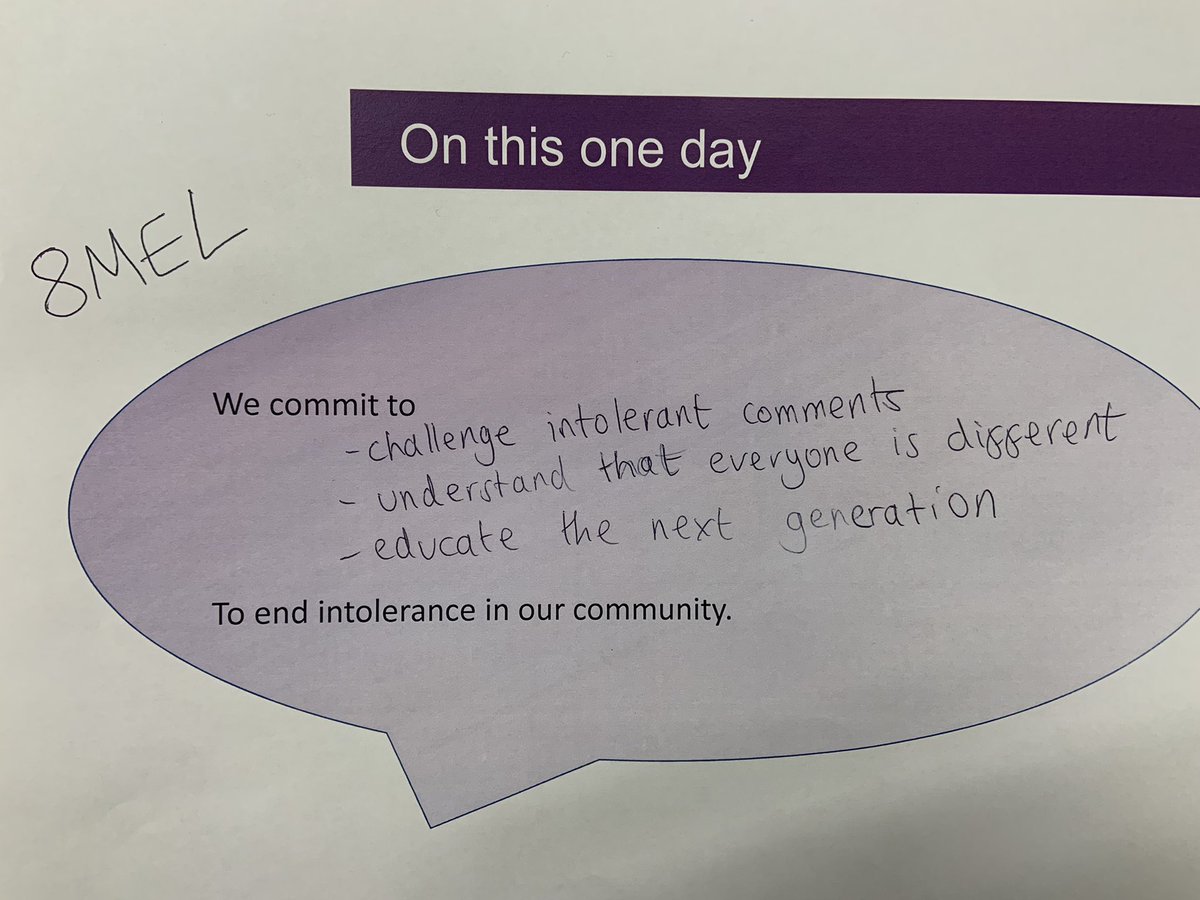 On this one day
8MEL
We commit to
- challenge intolerant comments
- understand that everyone is different
- educate the next generation
To end intolerance in our community.